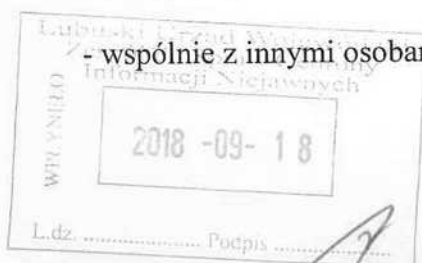 Lubuski Urząd
- wspólnie z innymi osobam
Informacji Niejawnych
WPŁYNĘŁO
2018 -09- 18
L.dz. .................... Podpis ....................